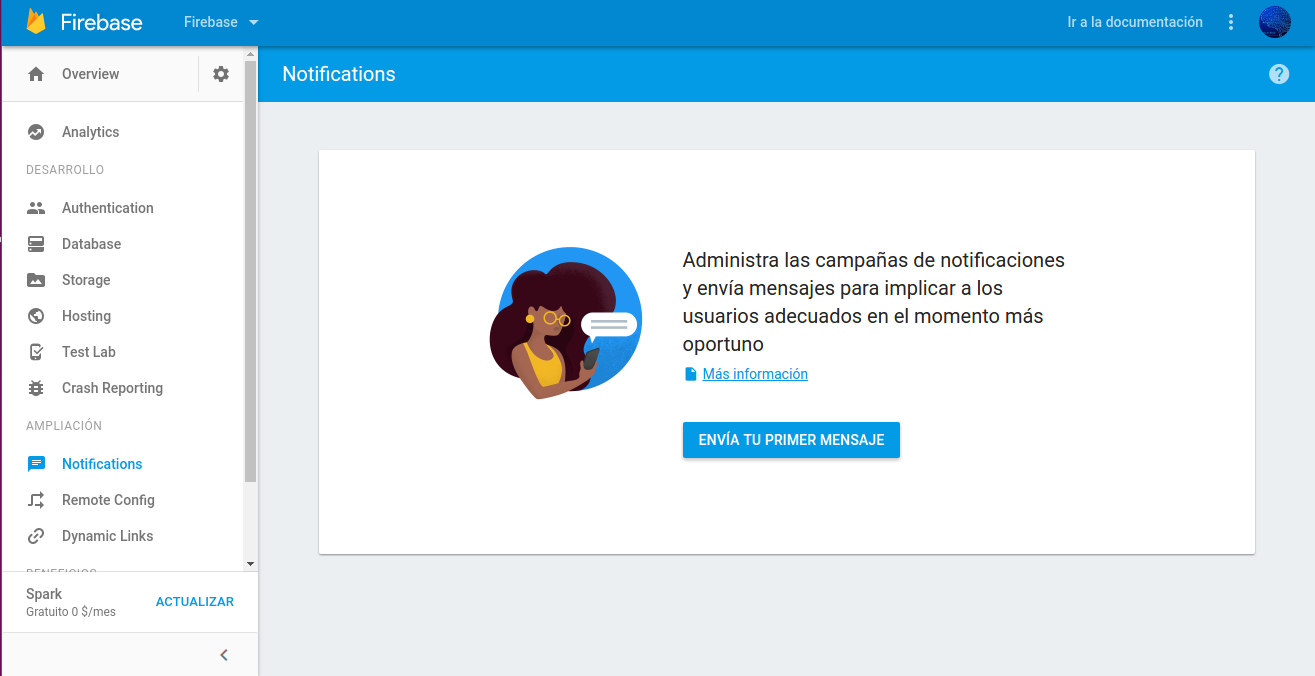 Firebase
Firebase
Ir a la documentación
Overview
Notifications
?
Analytics
DESARROLLO
Authentication
Database
Storage
Hosting
Test Lab
Crash Reporting
AMPLIACIÓN
Notifications
Remote Config
Dynamic Links
BENEFICIOS
Spark
Gratuito 0 $/mes
ACTUALIZAR
Administra las campañas de notificaciones
y envía mensajes para implicar a los
usuarios adecuados en el momento más
oportuno
Más información
ENVÍA TU PRIMER MENSAJE